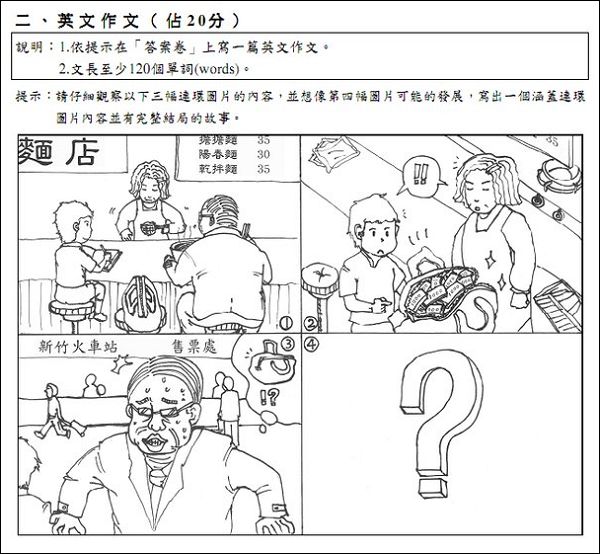 二、英文作文(佔20分)
說明：1.依提示在「答案卷」上寫一篇英文作文。
2.文長至少120個單詞(words)。
提示：請仔細觀察以下三幅連環圖片的內容，並想像第四幅圖片可能的發展，寫出一個涵蓋連環
圖片內容並有完整結局的故事。
麵店
擔擔麵 35
陽春麵 30
乾拌麵 35
①
!!
35
1000
②
新竹火車站 售票處
③
!?
④
?